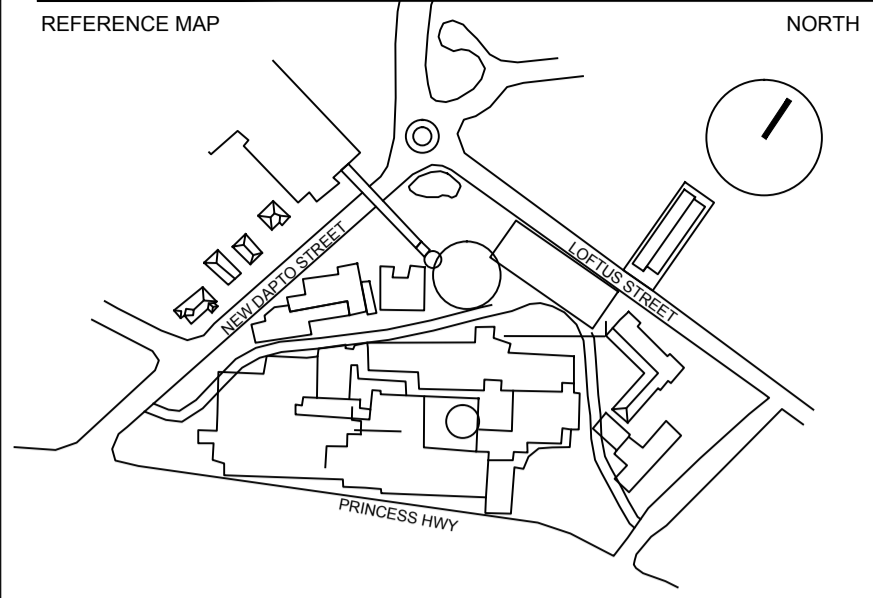 REFERENCE MAP
NORTH
NEW DAPTO STREET
LOFTUS STREET
PRINCESS HWY